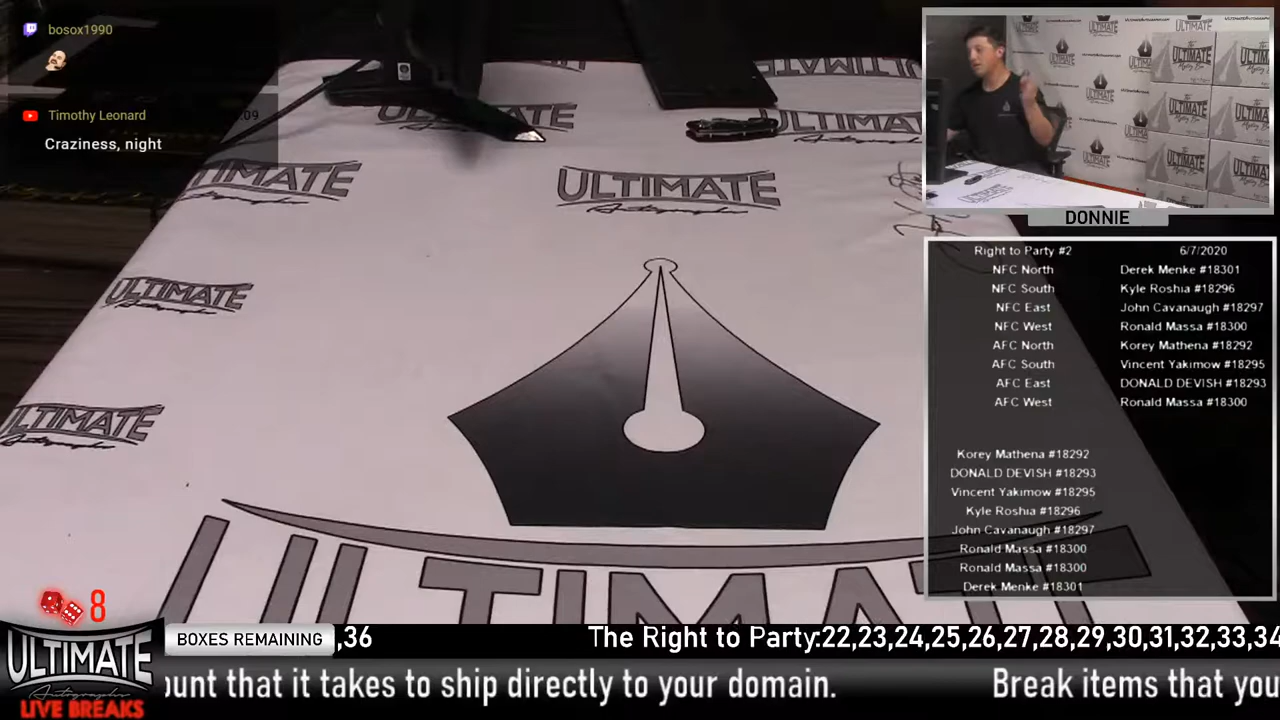 bosox1990
Timothy Leonard
:09
Craziness, night
ULTIMATE
ULTIMATE
Autographs
ULTIMATE
ULTIMATE
ULTIMATE
Autographs
ULTIMATE
ULTIMATE
ULTIMATE
DONNIE
Right to Party #2 6/7/2020
NFC North Derek Menke #18301
NFC South Kyle Roshia #18296
NFC East John Cavanaugh #18297
NFC West Ronald Massa #18300
AFC North Korey Mathena #18292
AFC South Vincent Yakimow #18295
AFC East DONALD DEVISH #18293
AFC West Ronald Massa #18300
Korey Mathena #18292
DONALD DEVISH #18293
Vincent Yakimow #18295
Kyle Roshia #18296
John Cavanaugh #18297
Ronald Massa #18300
Ronald Massa #18300
Derek Menke #18301
8
ULTIMATE
Autographs
LIVE BREAKS
BOXES REMAINING ,36 The Right to Party:22,23,24,25,26,27,28,29,30,31,32,33,34
ount that it takes to ship directly to your domain. Break items that you